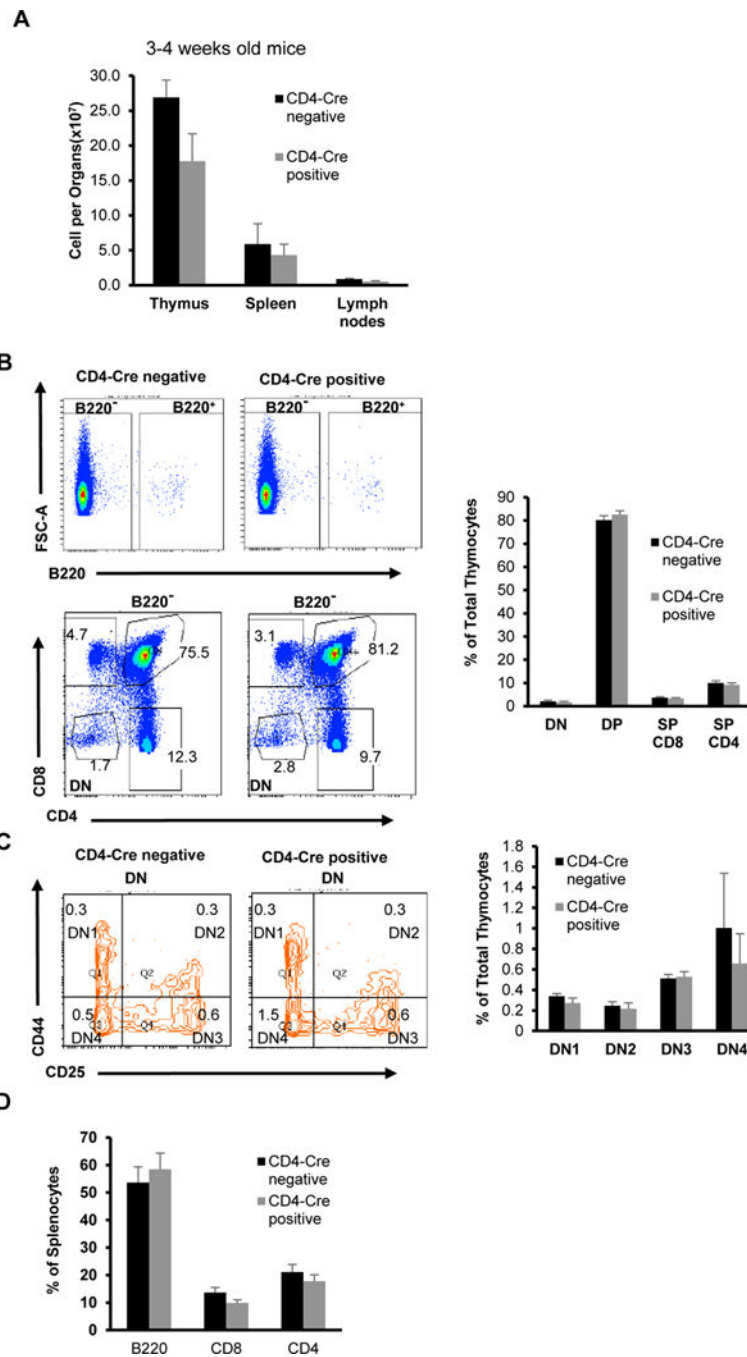 A
3-4 weeks old mice
Cell per Organs(x10⁷)
30.0
25.0
20.0
15.0
10.0
5.0
0.0
CD4-Cre
negative
CD4-Cre
positive
Thymus
Spleen
Lymph
nodes
B
CD4-Cre negative
CD4-Cre positive
B220⁻
B220⁺
B220⁻
B220⁺
FSC-A
B220
B220⁻
B220⁻
4.7
75.5
12.3
1.7
DN
3.1
81.2
9.7
2.8
DN
CD8
CD4
% of Total Thymocytes
90
80
70
60
50
40
30
20
10
0
CD4-Cre
negative
CD4-Cre
positive
DN
DP
SP
CD8
SP
CD4
C
CD4-Cre negative
CD4-Cre positive
DN
DN
0.3
DN1
0.3
DN2
Q1
Q2
0.5
DN4
Q3
Q4
0.6
DN3
0.3
DN1
0.3
DN2
Q1
Q2
1.5
DN4
Q3
Q4
0.6
DN3
CD44
CD25
% of Ttotal Thymocytes
1.8
1.6
1.4
1.2
1
0.8
0.6
0.4
0.2
0
CD4-Cre
negative
CD4-Cre
positive
DN1
DN2
DN3
DN4
D
% of Splenocytes
70
60
50
40
30
20
10
0
CD4-Cre
negative
CD4-Cre
positive
B220
CD8
CD4